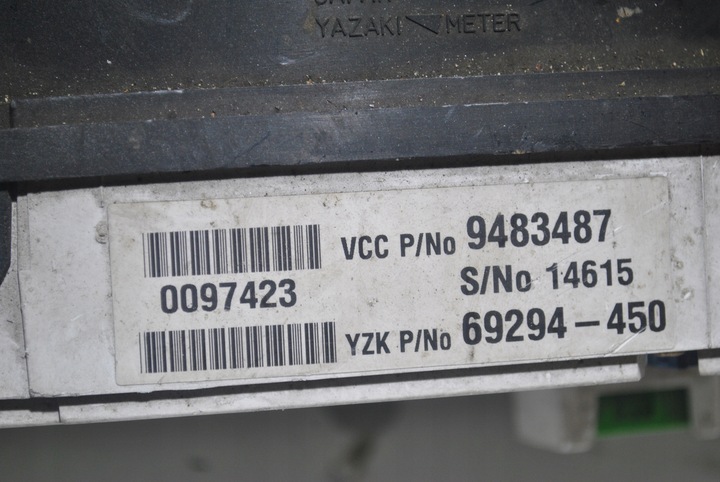 YAZAKI METER
VCC P/No 9483487
S/No 14615
0097423
YZK P/No 69294-450